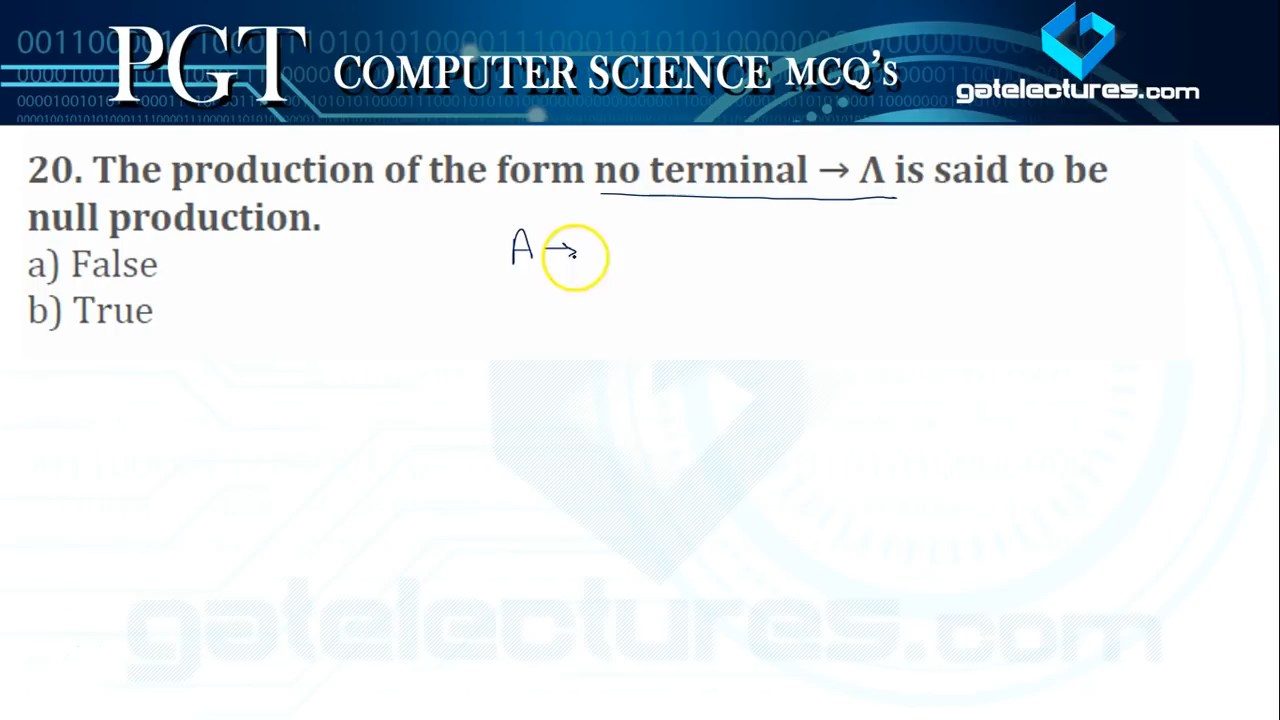 PGT COMPUTER SCIENCE MCQ's
gatelectures.com
20. The production of the form no terminal → Λ is said to be
null production.
A →
a) False
b) True
gatelectures.com